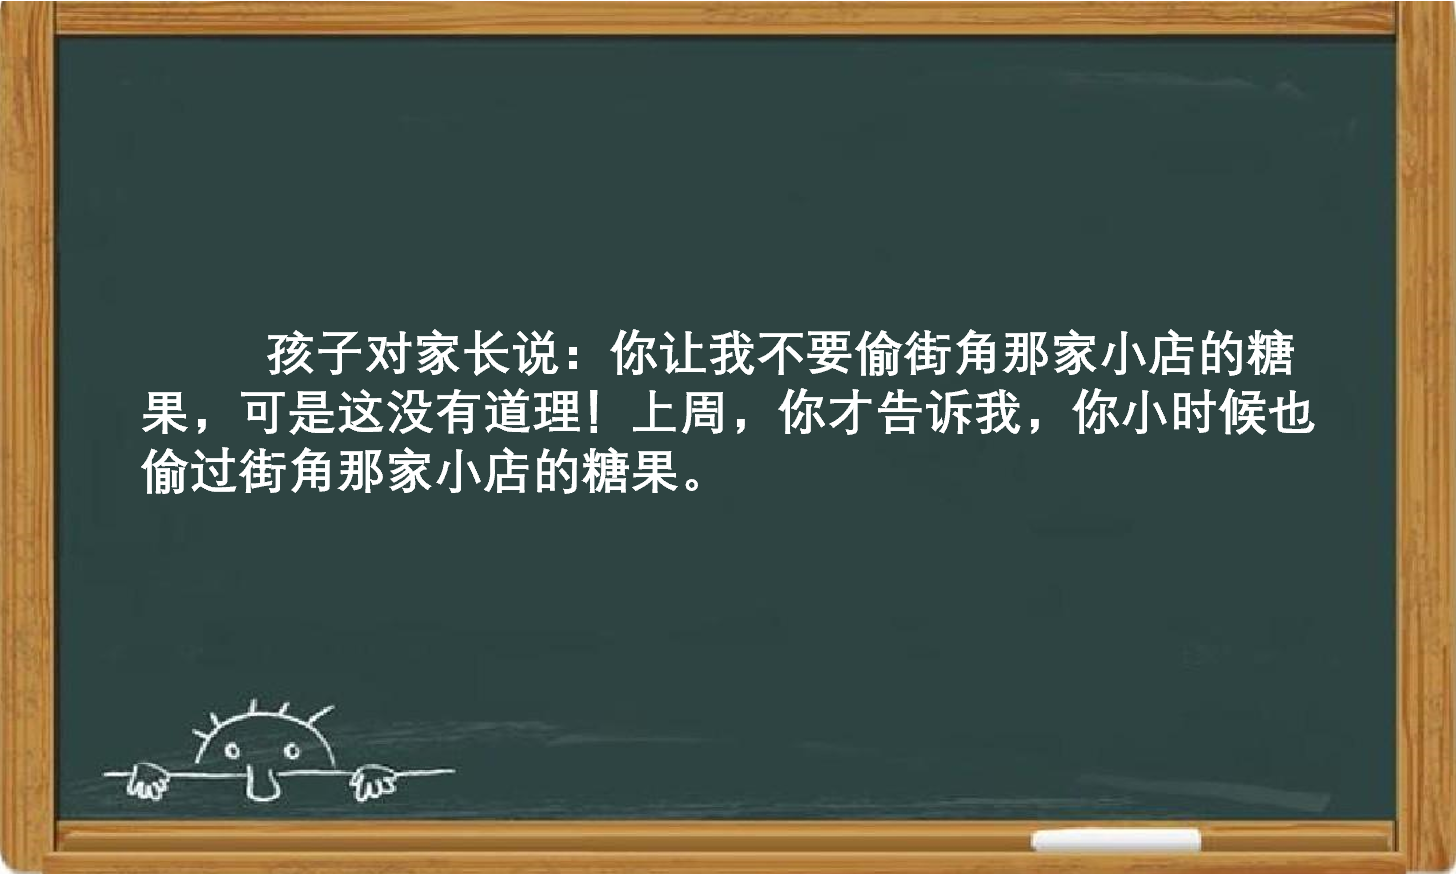 孩子对家长说：你让我不要偷街角那家小店的糖
果，可是这没有道理！上周，你才告诉我，你小时候也
偷过街角那家小店的糖果。